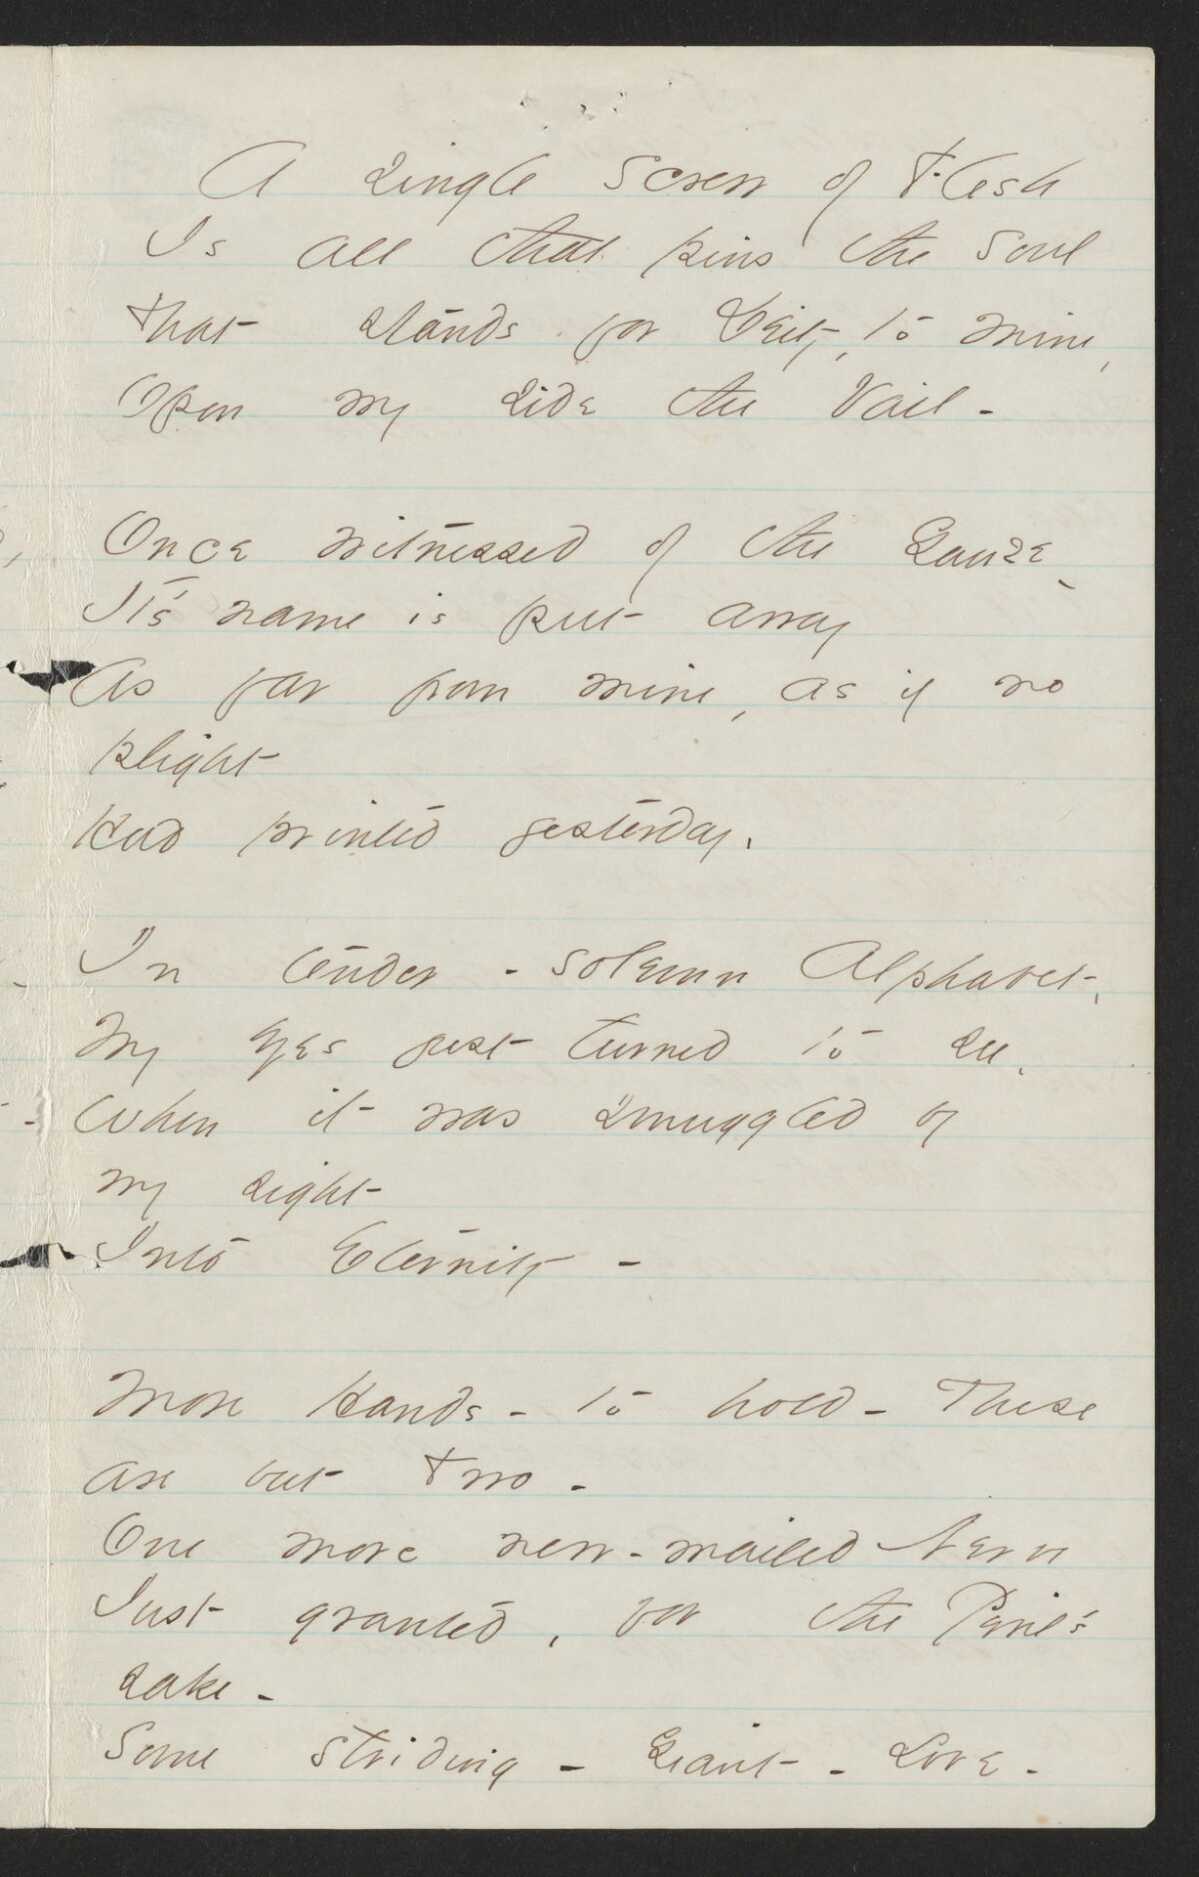 A single Screw of Flesh
Is all that pins the Soul
That stands for Deity, to mine,
Opon my side the Vail -
Once witnessed of the Gauze,
It's name is put away
As far from mine, as if no
plight
Had printed yesterday.
In tender - solemn Alphabet,
My eyes just turned to see,
When it was smuggled by
my sight
Into Eternity -
More Hands - to hold - These
are but Two -
One more new-mailed Nerve
Just granted, for the Peril's
sake -
Some striding - Giant - Love -